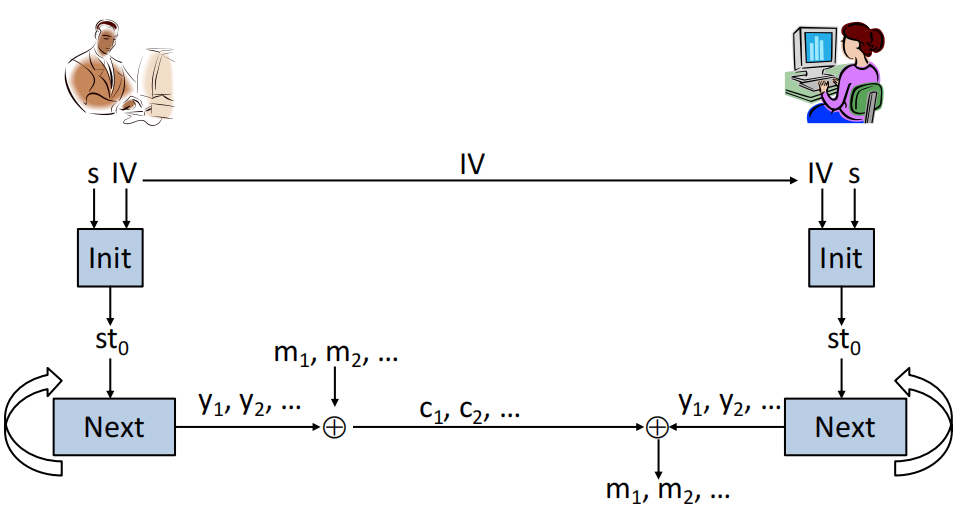 IV
s IV
IV s
Init
Init
st₀
st₀
m₁, m₂, ...
y₁, y₂, ...
c₁, c₂, ...
y₁, y₂, ...
Next
⊕
⊕
Next
m₁, m₂, ...